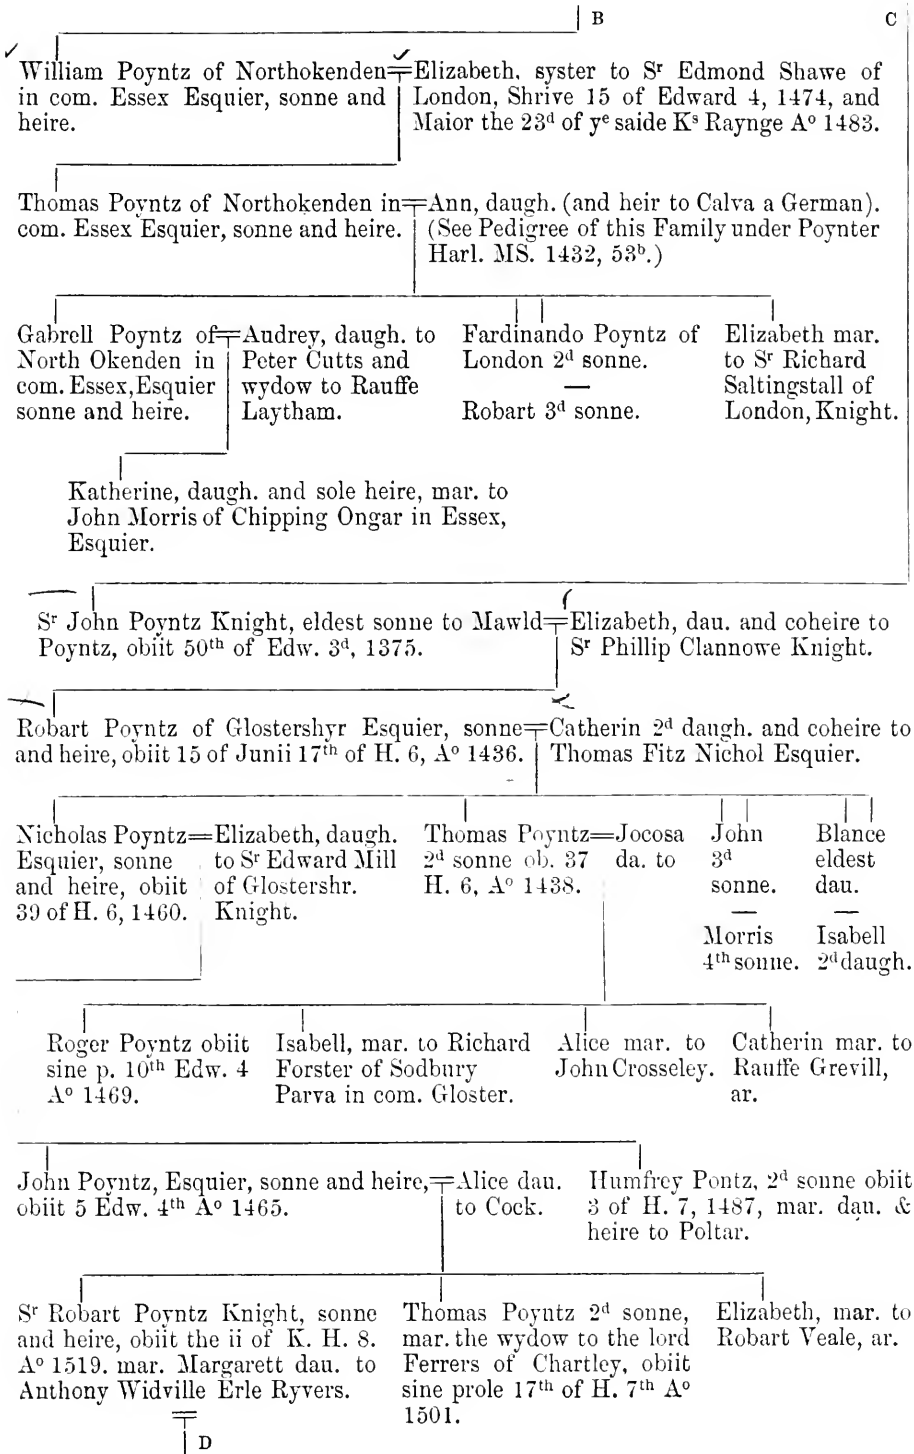 B
C
William Poyntz of Northokenden
in com. Essex Esquier, sonne and
heire.
Elizabeth, syster to Sʳ Edmond Shawe of
London, Shrive 15 of Edward 4, 1474, and
Maior the 23ᵈ of yᵉ saide Kˢ Raynge Aº 1483.
Thomas Poyntz of Northokenden in
com. Essex Esquier, sonne and heire.
Ann, daugh. (and heir to Calva a German).
(See Pedigree of this Family under Poynter
Harl. MS. 1432, 53ᵇ.)
Gabrell Poyntz of
North Okenden in
com. Essex, Esquier
sonne and heire.
Audrey, daugh. to
Peter Cutts and
wydow to Rauffe
Laytham.
Fardinando Poyntz of
London 2ᵈ sonne.
—
Robart 3ᵈ sonne.
Elizabeth mar.
to Sʳ Richard
Saltingstall of
London, Knight.
Katherine, daugh. and sole heire, mar. to
John Morris of Chipping Ongar in Essex,
Esquier.
Sʳ John Poyntz Knight, eldest sonne to Mawld
Poyntz, obiit 50ᵗʰ of Edw. 3ᵈ, 1375.
Elizabeth, dau. and coheire to
Sʳ Phillip Clannowe Knight.
Robart Poyntz of Glostershyr Esquier, sonne
and heire, obiit 15 of Junii 17ᵗʰ of H. 6, Aº 1436.
Catherin 2ᵈ daugh. and coheire to
Thomas Fitz Nichol Esquier.
Nicholas Poyntz
Esquier, sonne
and heire, obiit
39 of H. 6, 1460.
Elizabeth, daugh.
to Sʳ Edward Mill
of Glostershr.
Knight.
Thomas Poyntz
2ᵈ sonne ob. 37
H. 6, Aº 1438.
Jocosa
da. to
John
3ᵈ
sonne.
—
Morris
4ᵗʰ sonne.
Blance
eldest
dau.
—
Isabell
2ᵈ daugh.
Roger Poyntz obiit
sine p. 10ᵗʰ Edw. 4
Aº 1469.
Isabell, mar. to Richard
Forster of Sodbury
Parva in com. Gloster.
Alice mar. to
John Crosseley.
Catherin mar. to
Rauffe Grevill,
ar.
John Poyntz, Esquier, sonne and heire,
obiit 5 Edw. 4ᵗʰ Aº 1465.
Alice dau.
to Cock.
Humfrey Pontz, 2ᵈ sonne obiit
3 of H. 7, 1487, mar. dau. &
heire to Poltar.
Sʳ Robart Poyntz Knight, sonne
and heire, obiit the ii of K. H. 8.
Aº 1519. mar. Margarett dau. to
Anthony Widville Erle Ryvers.
Thomas Poyntz 2ᵈ sonne,
mar. the wydow to the lord
Ferrers of Chartley, obiit
sine prole 17ᵗʰ of H. 7ᵗʰ Aº
1501.
Elizabeth, mar. to
Robart Veale, ar.
D